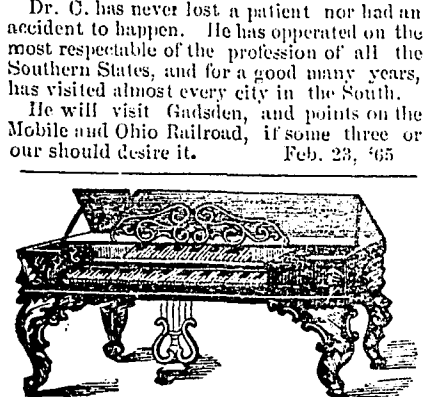 Dr. C. has never lost a patient nor had an
accident to happen. He has opperated on the
most respectable of the profession of all the
Southern States, and for a good many years,
has visited almost every city in the South.
He will visit Gadsden, and points on the
Mobile and Ohio Railroad, if some three or
our should desire it. Feb. 23, '65